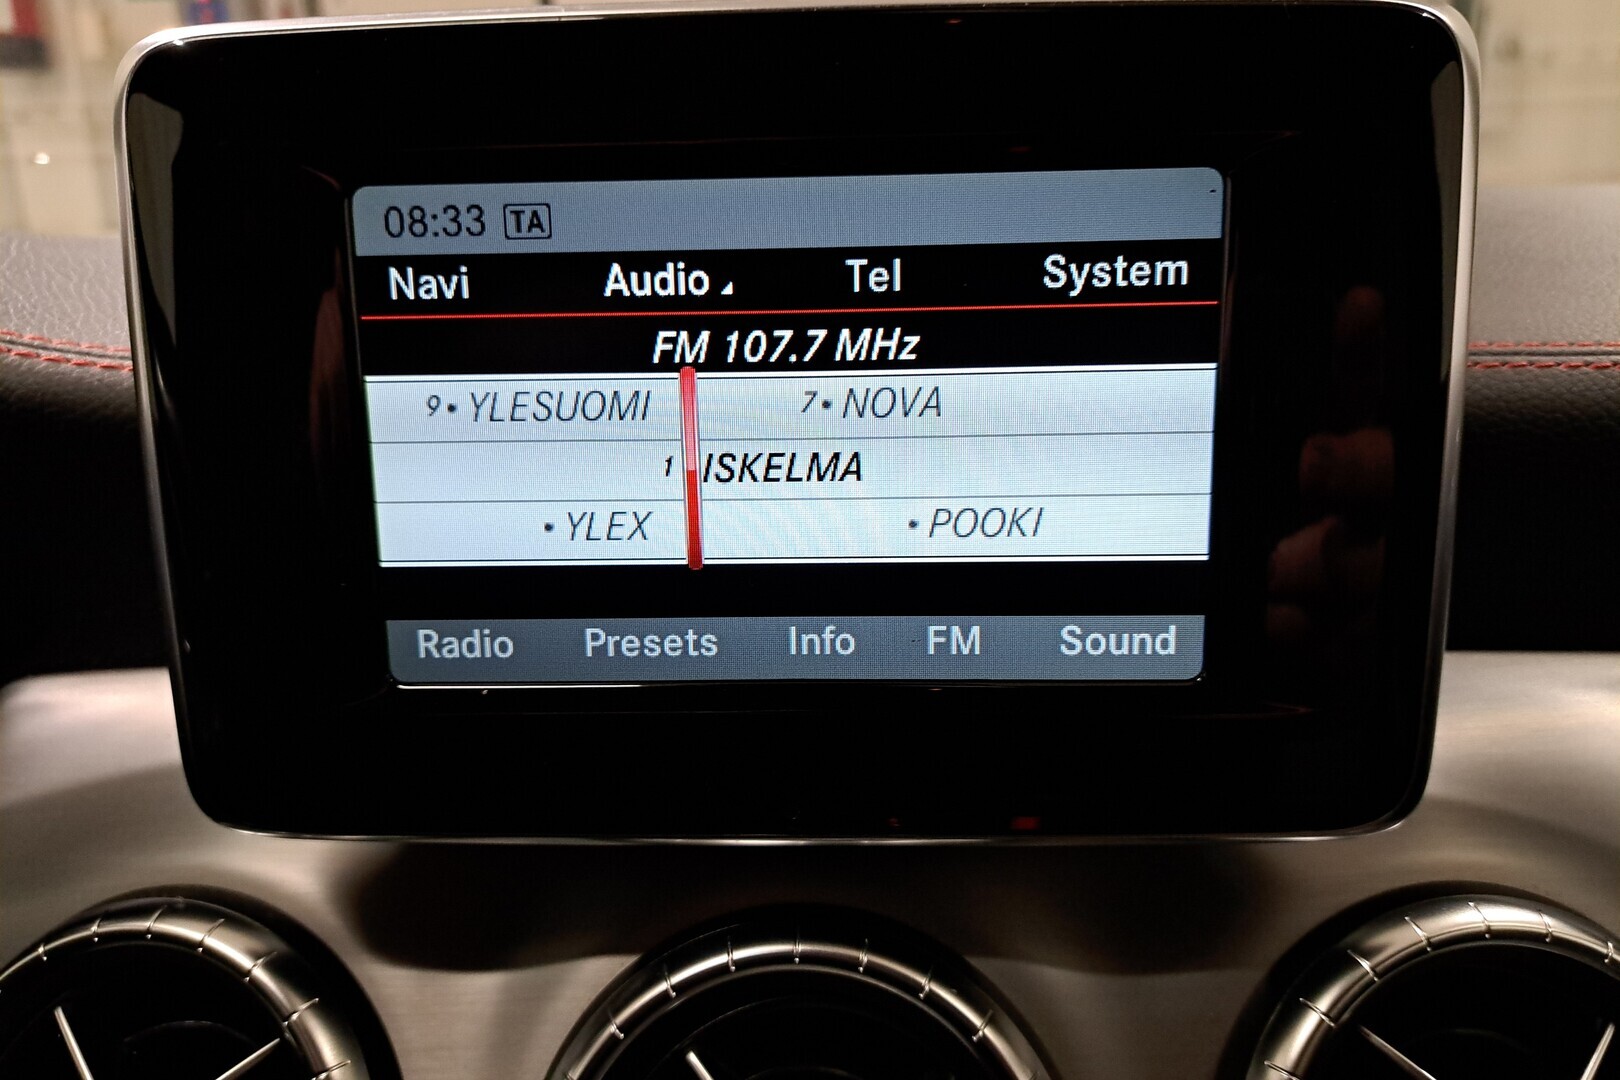 08:33 TA
Navi Audio Tel System
FM 107.7 MHz
9• YLESUOMI 7• NOVA
1 ISKELMA
• YLEX • POOKI
Radio Presets Info FM Sound